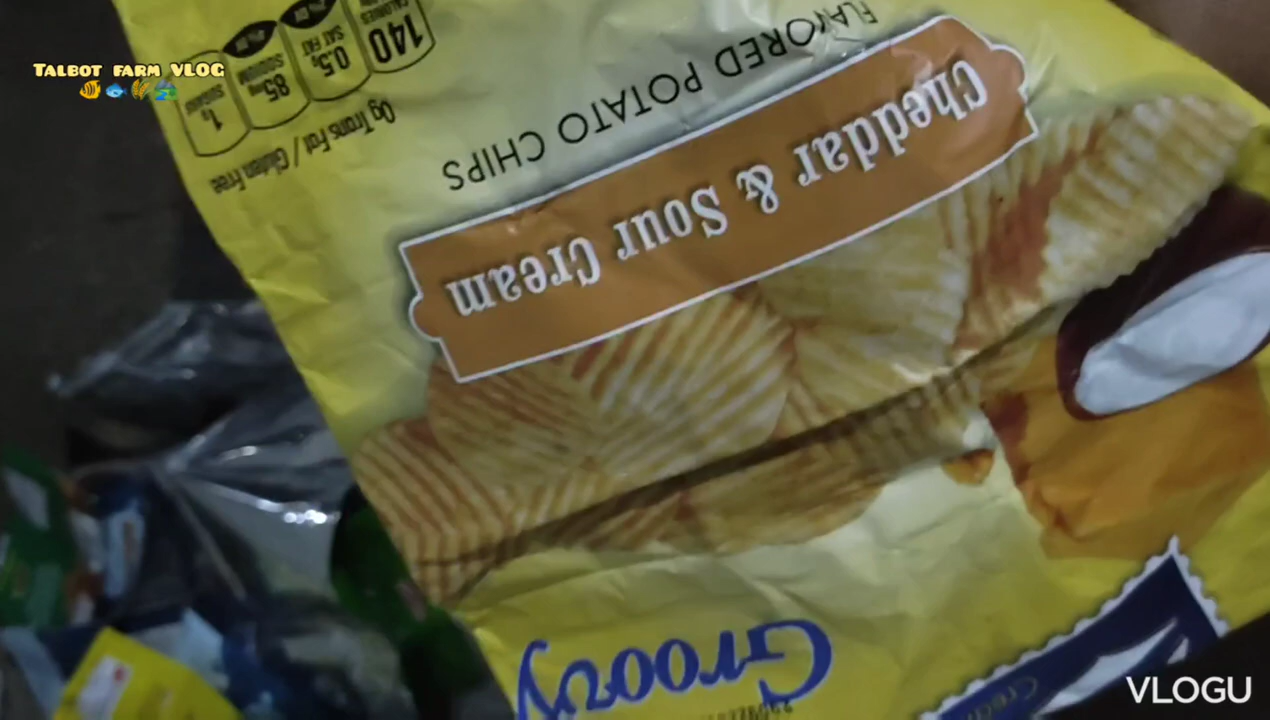 TALBOT FARM VLOG
Groovy
Cheddar & Sour Cream
FLAVORED POTATO CHIPS
140
CALORIES
0.5g
SAT FAT
85mg
SODIUM
1g
SUGARS
0g Trans Fat / Gluten Free
VLOGU